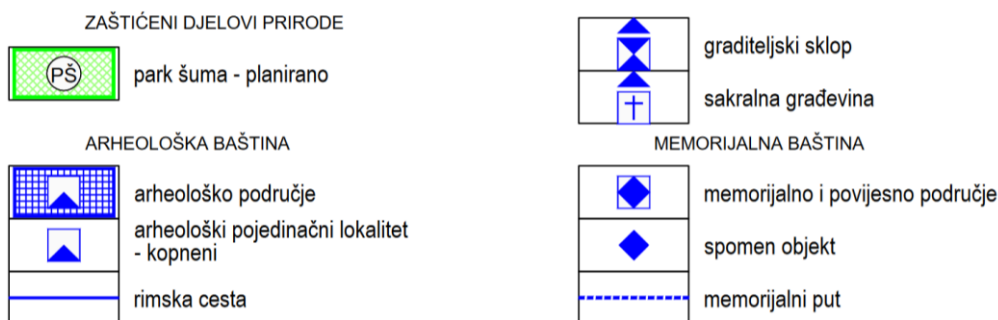 ZAŠTIĆENI DJELOVI PRIRODE
PŠ
park šuma - planirano
ARHEOLOŠKA BAŠTINA
arheološko područje
arheološki pojedinačni lokalitet
- kopneni
rimska cesta
graditeljski sklop
sakralna građevina
MEMORIJALNA BAŠTINA
memorijalno i povijesno područje
spomen objekt
memorijalni put